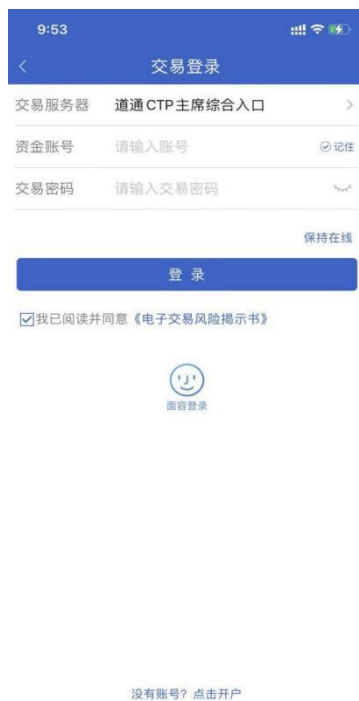 9:53
交易登录
交易服务器 道通CTP主席综合入口
资金账号 请输入账号 记住
交易密码 请输入交易密码
保持在线
登 录
我已阅读并同意《电子交易风险揭示书》
面容登录
没有账号？点击开户